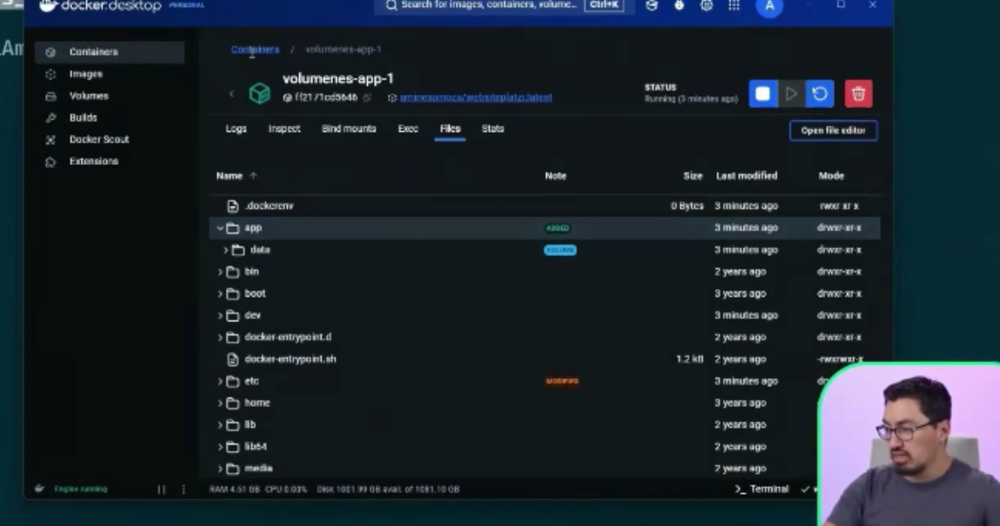 docker.desktop PERSONAL
Search for images, containers, volume... Ctrl+K
A
Containers
Images
Volumes
Builds
Docker Scout
Extensions
Containers / volumenes-app-1
volumenes-app-1
ff2171cd5646
aminespinoza/websiteplatzi:latest
STATUS
Running (3 minutes ago)
Logs Inspect Bind mounts Exec Files Stats
Open file editor
Name Note Size Last modified Mode
.dockerenv 0 Bytes 3 minutes ago rwxr xr x
app ADDED 3 minutes ago drwxr-xr-x
data VOLUME 3 minutes ago drwxr-xr-x
bin 2 years ago drwxr-xr-x
boot 3 years ago drwxr-xr-x
dev 3 minutes ago drwxr-xr-x
docker-entrypoint.d 2 years ago drwxr-xr-x
docker-entrypoint.sh 1.2 kB 2 years ago -rwxrwxr-x
etc MODIFIED 3 minutes ago
home 3 years ago
lib 2 years ago
lib64 2 years ago
media 2 years ago
Engine running
RAM 4.51 GB CPU 0.03% Disk 1001.99 GB avail. of 1081.10 GB
>_ Terminal